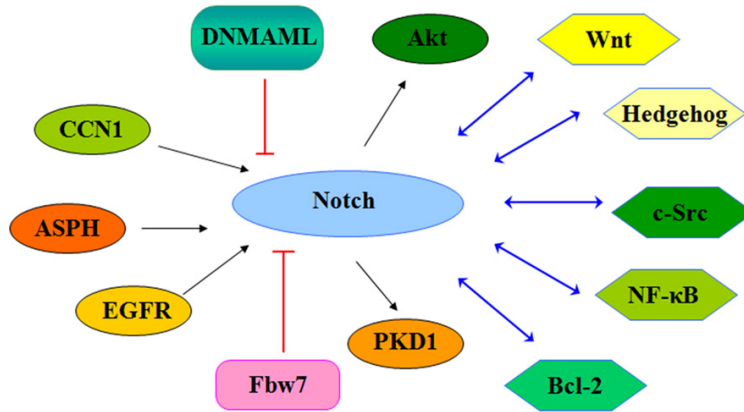 DNMAML
Akt
Wnt
CCN1
Hedgehog
Notch
c-Src
ASPH
EGFR
NF-κB
PKD1
Fbw7
Bcl-2